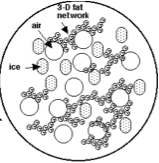 3-D fat
network
air
ice